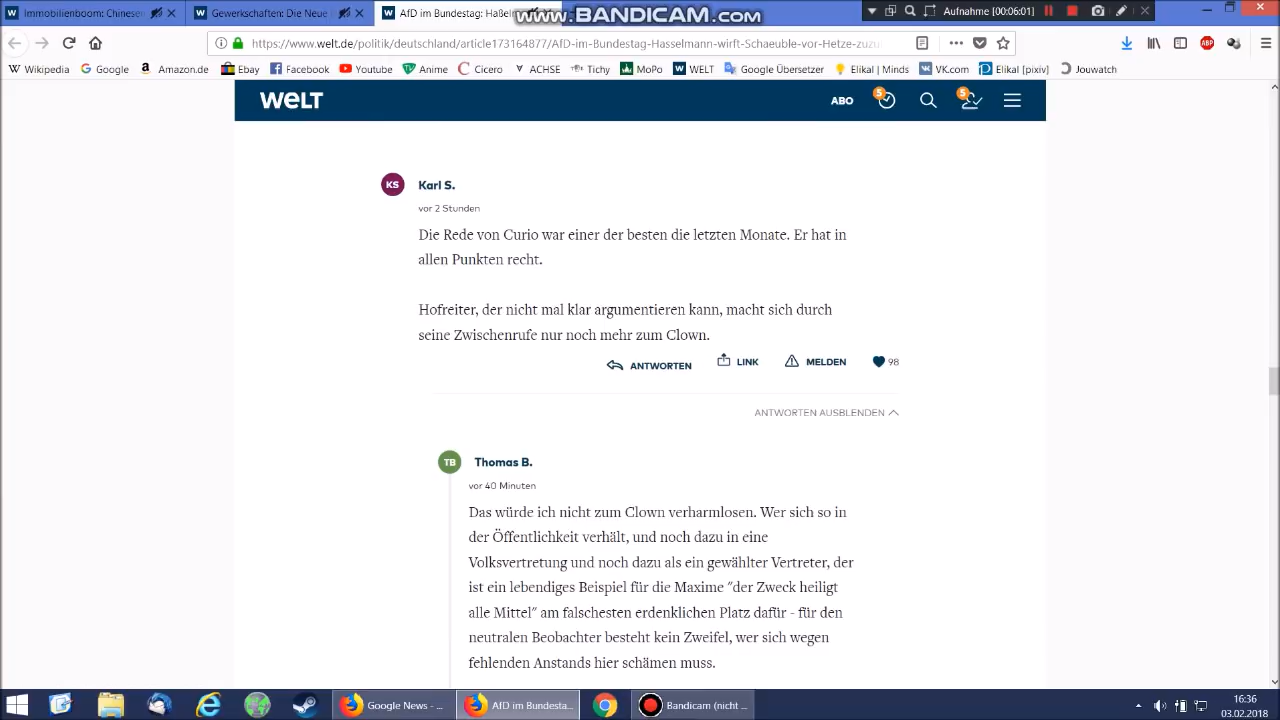 Immobilienboom: Chinesen
Gewerkschaften: Die Neue
AfD im Bundestag: Haßel
www.BANDICAM.com
Aufnahme [00:06:01]
https://www.welt.de/politik/deutschland/article173164877/AfD-im-Bundestag-Hasselmann-wirft-Schaeuble-vor-Hetze-zuzu
Wikipedia
Google
Amazon.de
Ebay
Facebook
Youtube
Anime
Cicero
ACHSE
Tichy
MoPo
WELT
Google Übersetzer
Elikal | Minds
VK.com
Elikal [pixiv]
Jouwatch
WELT
ABO
5
5
KS
Karl S.
vor 2 Stunden
Die Rede von Curio war einer der besten die letzten Monate. Er hat in
allen Punkten recht.
Hofreiter, der nicht mal klar argumentieren kann, macht sich durch
seine Zwischenrufe nur noch mehr zum Clown.
ANTWORTEN
LINK
MELDEN
98
ANTWORTEN AUSBLENDEN
TB
Thomas B.
vor 40 Minuten
Das würde ich nicht zum Clown verharmlosen. Wer sich so in
der Öffentlichkeit verhält, und noch dazu in eine
Volksvertretung und noch dazu als ein gewählter Vertreter, der
ist ein lebendiges Beispiel für die Maxime "der Zweck heiligt
alle Mittel" am falschesten erdenklichen Platz dafür - für den
neutralen Beobachter besteht kein Zweifel, wer sich wegen
fehlenden Anstands hier schämen muss.
Google News - ...
AfD im Bundesta...
Bandicam (nicht ...
16:36
03.02.2018